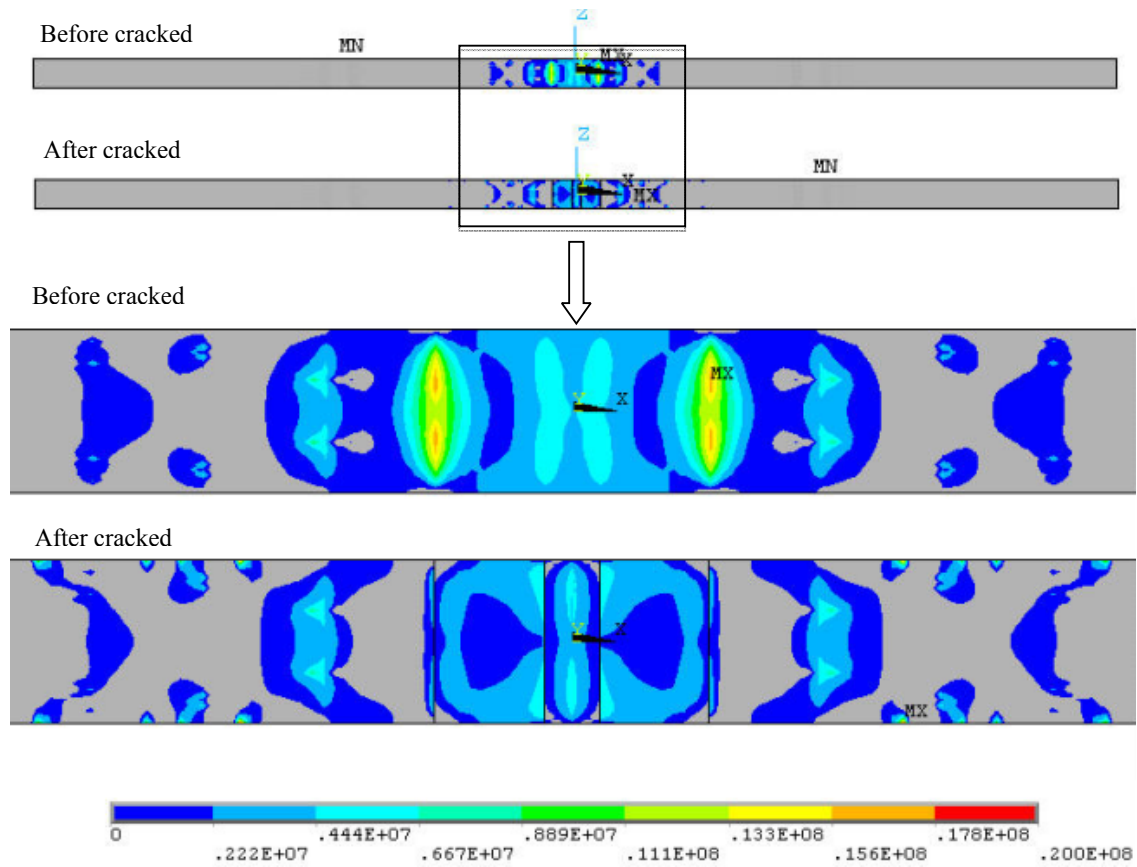 Before cracked
Z
MN
MX
Y
X
After cracked
Z
MN
Y
X
MX
Before cracked
MX
Y
X
After cracked
Y
X
MX
0 .444E+07 .889E+07 .133E+08 .178E+08
.222E+07 .667E+07 .111E+08 .156E+08 .200E+08